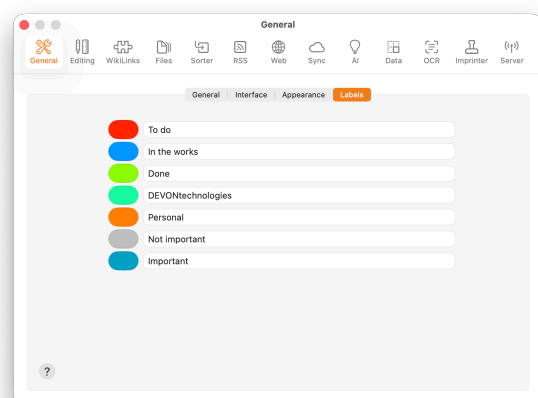 General
General Editing WikiLinks Files Sorter RSS Web Sync AI Data OCR Imprinter Server
General Interface Appearance Labels
To do
In the works
Done
DEVONtechnologies
Personal
Not important
Important
?